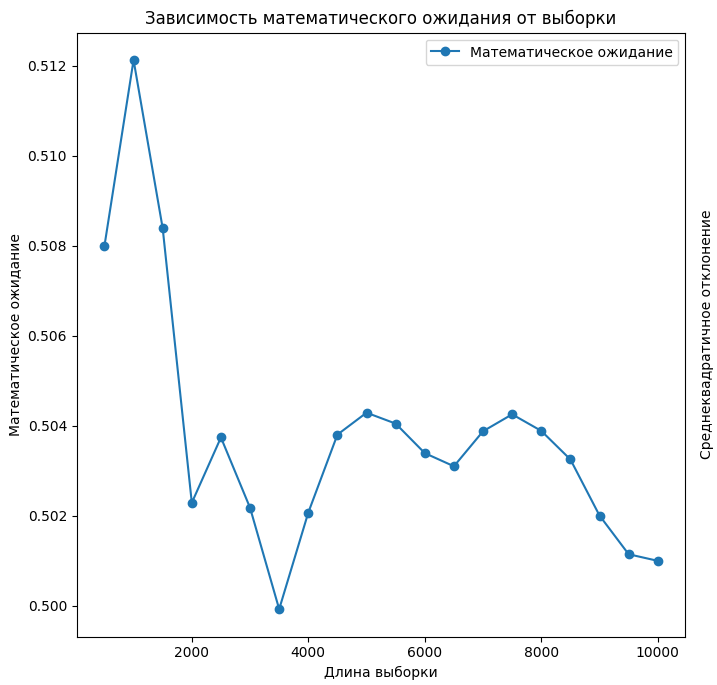 Зависимость математического ожидания от выборки
Математическое ожидание
0.512
0.510
0.508
0.506
0.504
0.502
0.500
Математическое ожидание
Среднеквадратичное отклонение
2000
4000
6000
8000
10000
Длина выборки